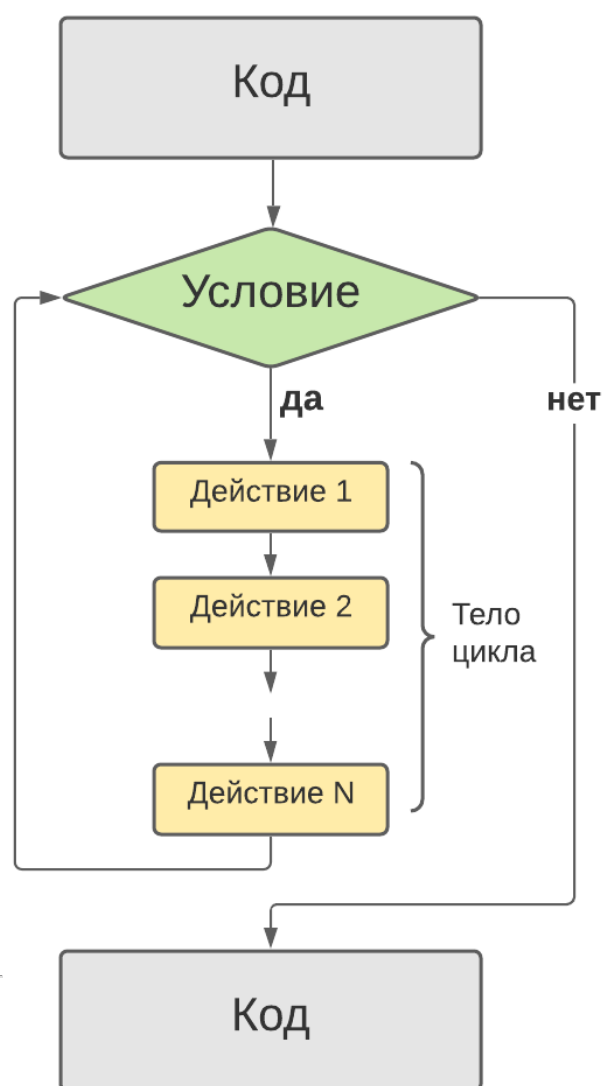 Код
Условие
да
нет
Действие 1
Действие 2
Тело
цикла
Действие N
Код